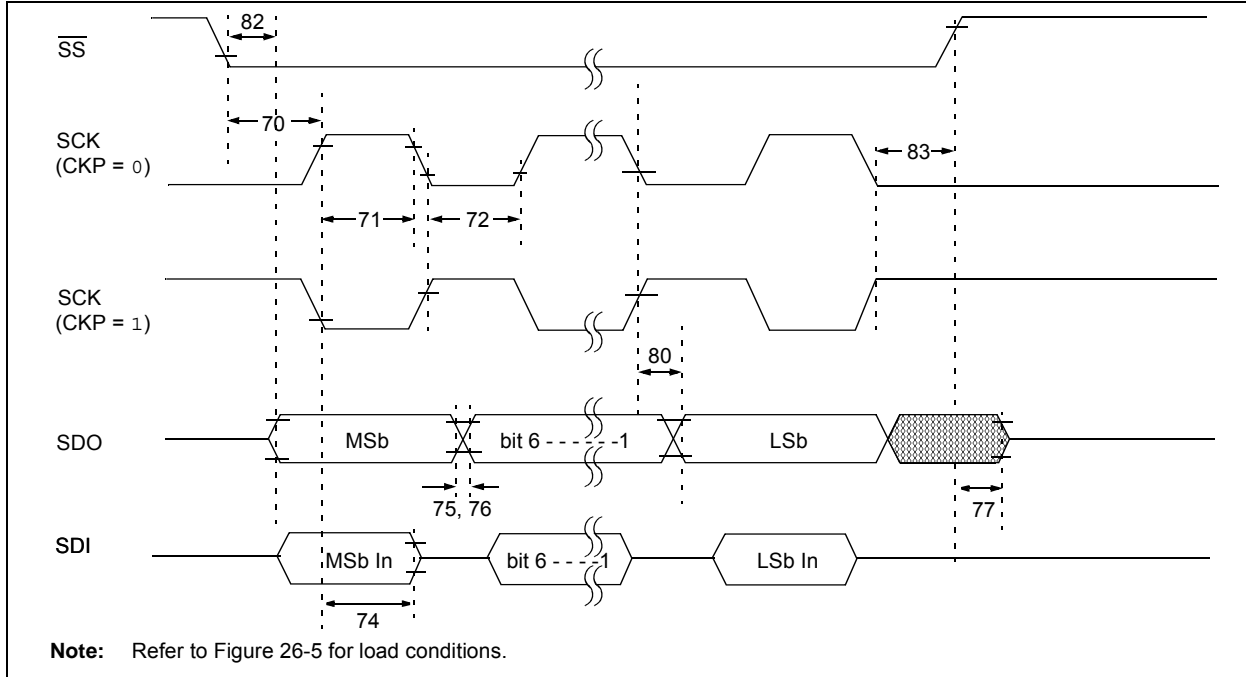 82
SS
70
SCK
(CKP = 0)
83
71
72
SCK
(CKP = 1)
80
SDO
MSb
bit 6 - - - - - -1
LSb
75, 76
77
SDI
MSb In
bit 6 - - - -1
LSb In
74
Note: Refer to Figure 26-5 for load conditions.